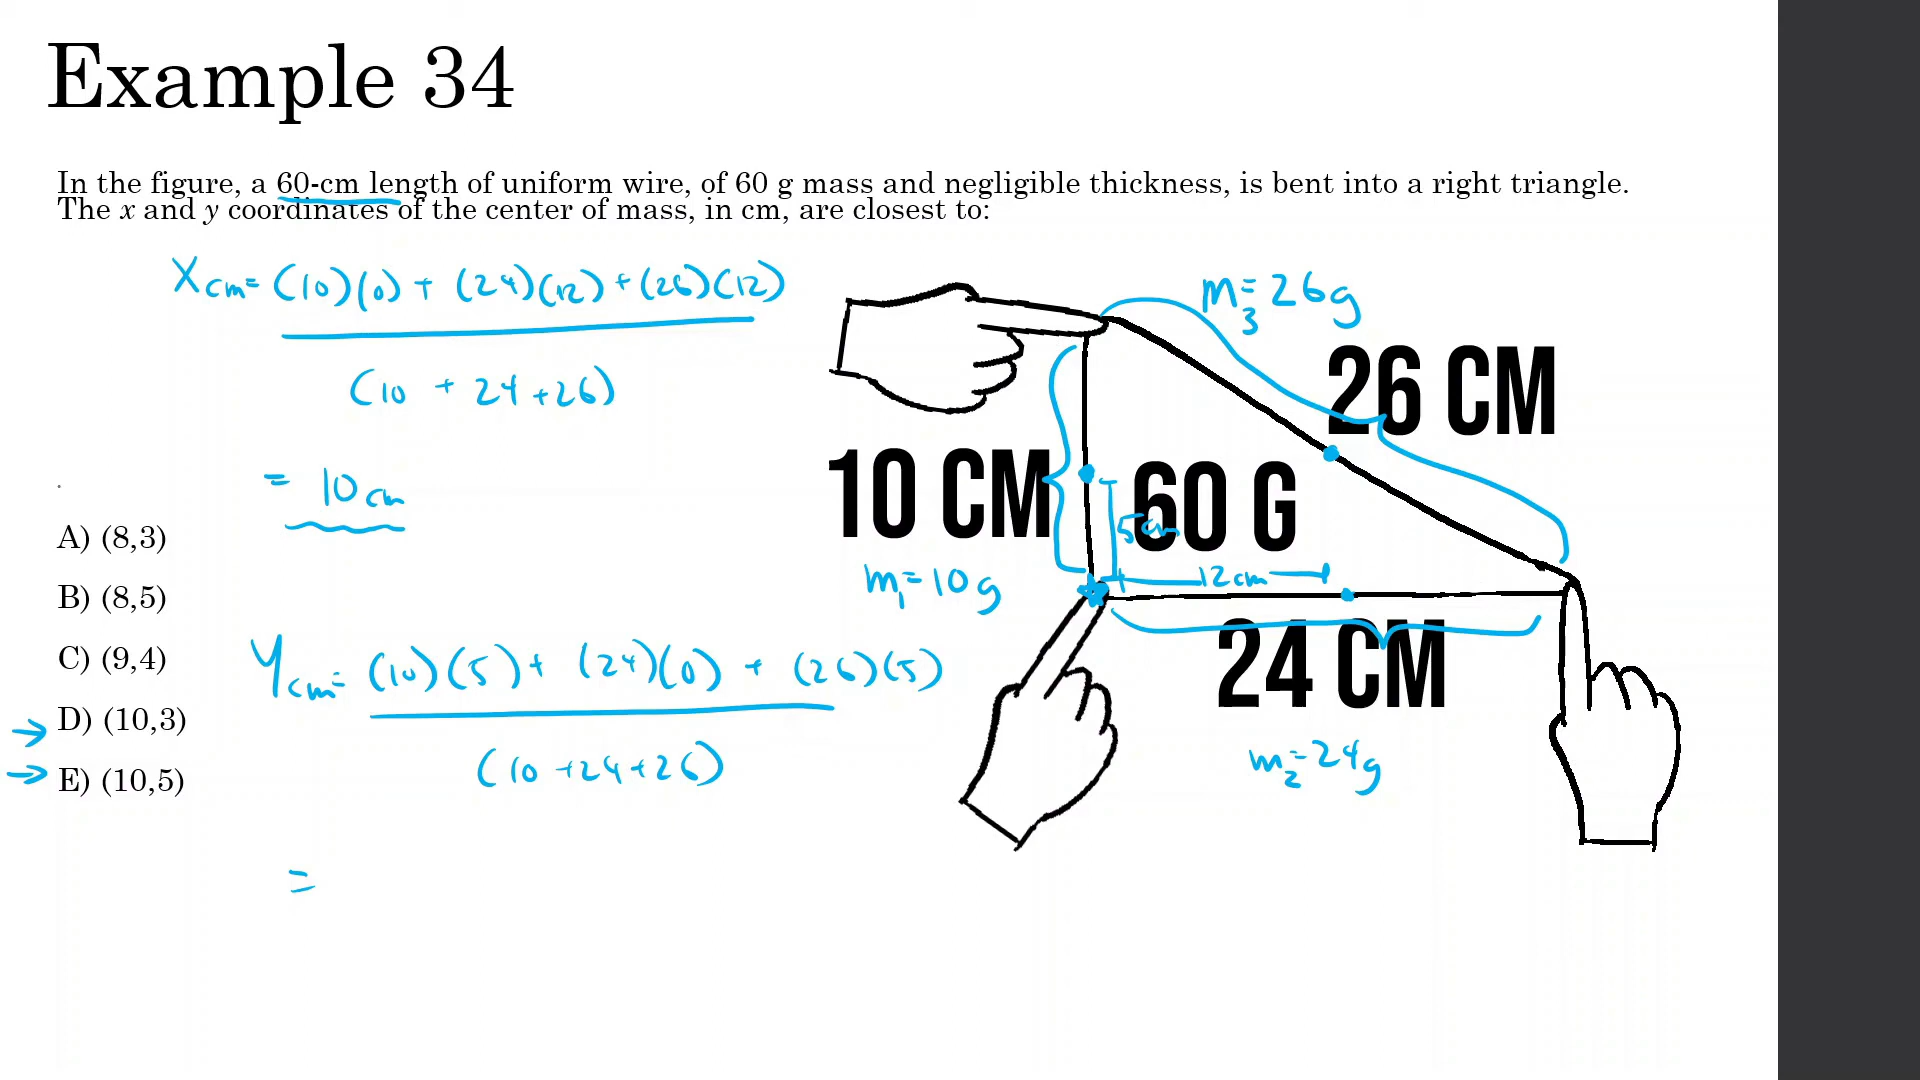 Example 34
In the figure, a 60-cm length of uniform wire, of 60 g mass and negligible thickness, is bent into a right triangle.
The x and y coordinates of the center of mass, in cm, are closest to:
Xcm= (10)(0) + (24)(12) + (26)(12)
(10 + 24 + 26)
= 10 cm
A) (8,3)
B) (8,5)
C) (9,4)
→ D) (10,3)
→ E) (10,5)
Ycm= (10)(5) + (24)(0) + (26)(5)
(10 + 24 + 26)
=
m3=26g
26 CM
10 CM
60 G
5cm
m1=10g
12cm
24 CM
m2=24g